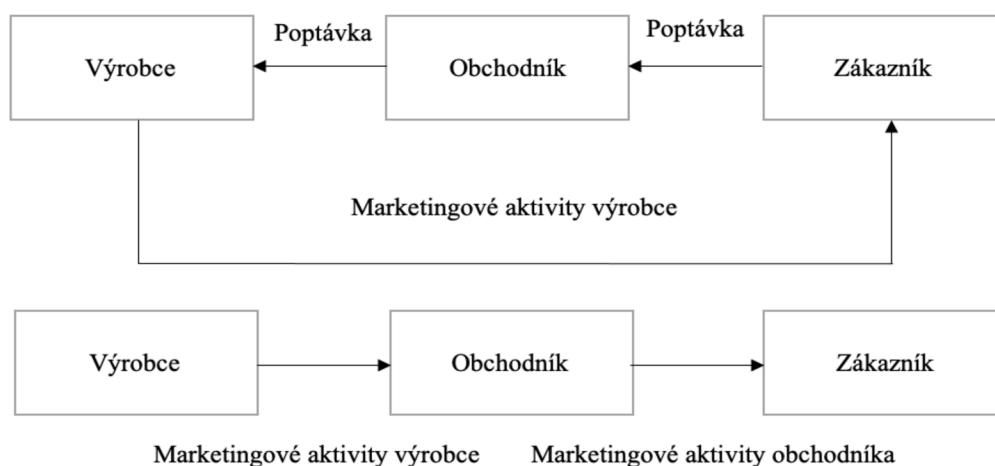 Poptávka
Poptávka
Výrobce
Obchodník
Zákazník
Marketingové aktivity výrobce
Výrobce
Obchodník
Zákazník
Marketingové aktivity výrobce
Marketingové aktivity obchodníka